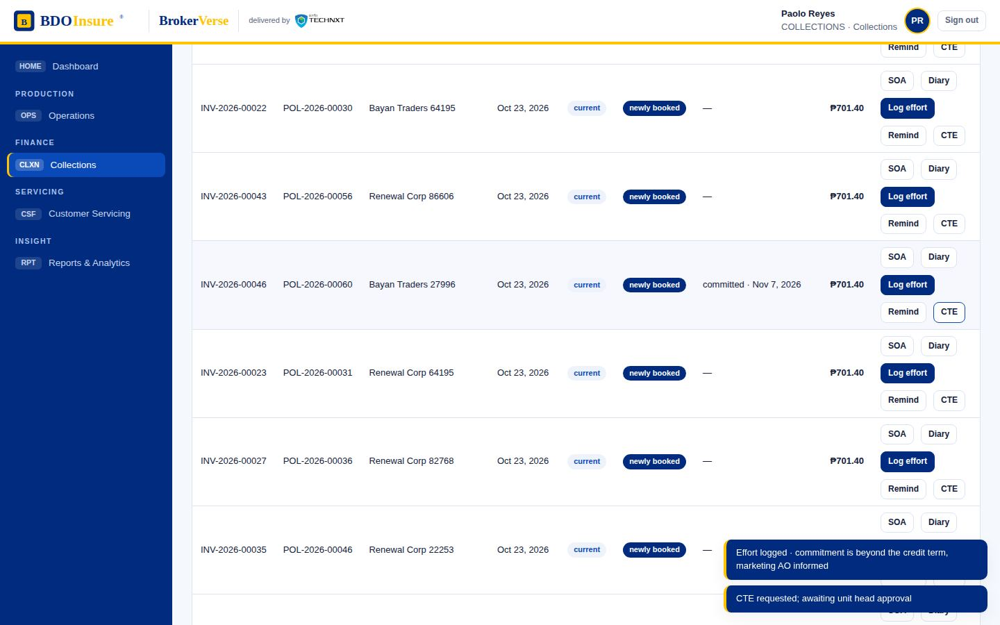 B BDOInsure ® BrokerVerse delivered by TECHNXT
Paolo Reyes
COLLECTIONS · Collections
PR Sign out
HOME Dashboard
PRODUCTION
OPS Operations
FINANCE
CLXN Collections
SERVICING
CSF Customer Servicing
INSIGHT
RPT Reports & Analytics
Remind CTE
SOA Diary
INV-2026-00022 POL-2026-00030 Bayan Traders 64195 Oct 23, 2026 current newly booked — ₱701.40 Log effort
Remind CTE
SOA Diary
INV-2026-00043 POL-2026-00056 Renewal Corp 86606 Oct 23, 2026 current newly booked — ₱701.40 Log effort
Remind CTE
SOA Diary
INV-2026-00046 POL-2026-00060 Bayan Traders 27996 Oct 23, 2026 current newly booked committed · Nov 7, 2026 ₱701.40 Log effort
Remind CTE
SOA Diary
INV-2026-00023 POL-2026-00031 Renewal Corp 64195 Oct 23, 2026 current newly booked — ₱701.40 Log effort
Remind CTE
SOA Diary
INV-2026-00027 POL-2026-00036 Renewal Corp 82768 Oct 23, 2026 current newly booked — ₱701.40 Log effort
Remind CTE
SOA Diary
INV-2026-00035 POL-2026-00046 Renewal Corp 22253 Oct 23, 2026 current newly booked —
Effort logged · commitment is beyond the credit term,
marketing AO informed
CTE requested; awaiting unit head approval
SOA Diary